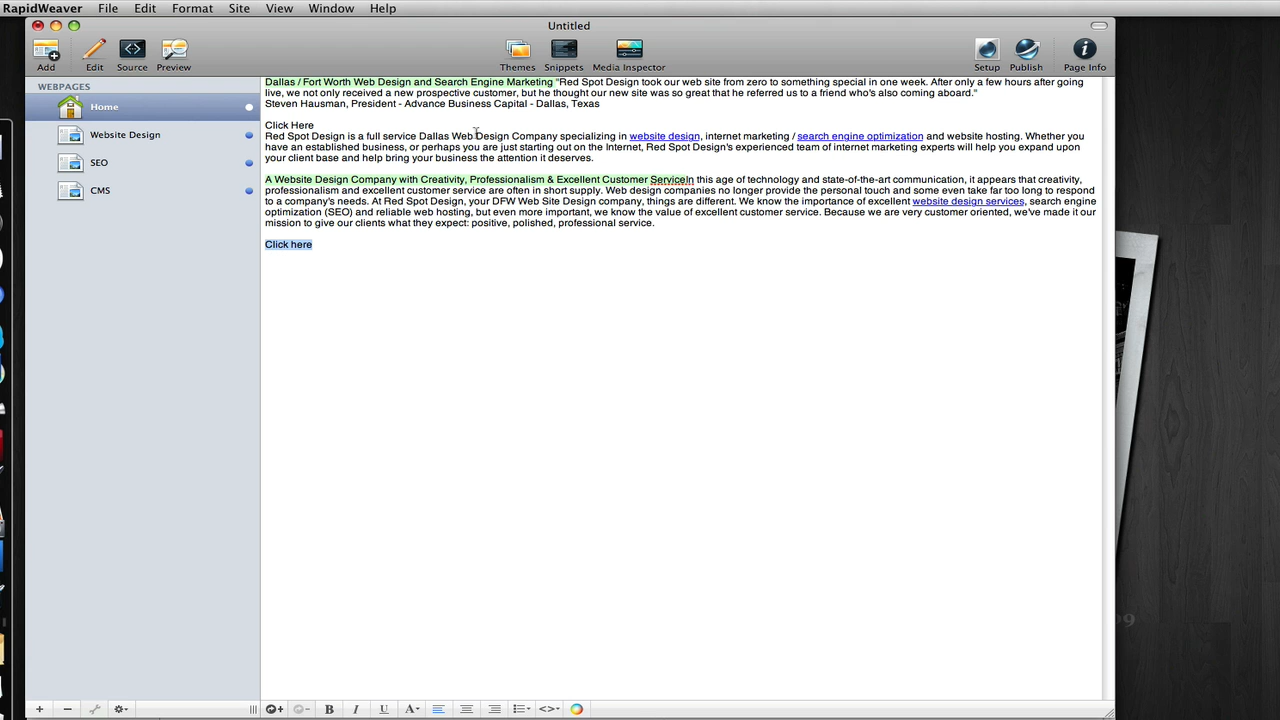 RapidWeaver File Edit Format Site View Window Help
Untitled
Add Edit Source Preview Themes Snippets Media Inspector Setup Publish Page Info
WEBPAGES
Home
Website Design
SEO
CMS
Dallas / Fort Worth Web Design and Search Engine Marketing "Red Spot Design took our web site from zero to something special in one week. After only a few hours after going
live, we not only received a new prospective customer, but he thought our new site was so great that he referred us to a friend who's also coming aboard."
Steven Hausman, President - Advance Business Capital - Dallas, Texas
Click Here
Red Spot Design is a full service Dallas Web Design Company specializing in website design, internet marketing / search engine optimization and website hosting. Whether you
have an established business, or perhaps you are just starting out on the Internet, Red Spot Design's experienced team of internet marketing experts will help you expand upon
your client base and help bring your business the attention it deserves.
A Website Design Company with Creativity, Professionalism & Excellent Customer ServiceIn this age of technology and state-of-the-art communication, it appears that creativity,
professionalism and excellent customer service are often in short supply. Web design companies no longer provide the personal touch and some even take far too long to respond
to a company's needs. At Red Spot Design, your DFW Web Site Design company, things are different. We know the importance of excellent website design services, search engine
optimization (SEO) and reliable web hosting, but even more important, we know the value of excellent customer service. Because we are very customer oriented, we've made it our
mission to give our clients what they expect: positive, polished, professional service.
Click here
B I U A